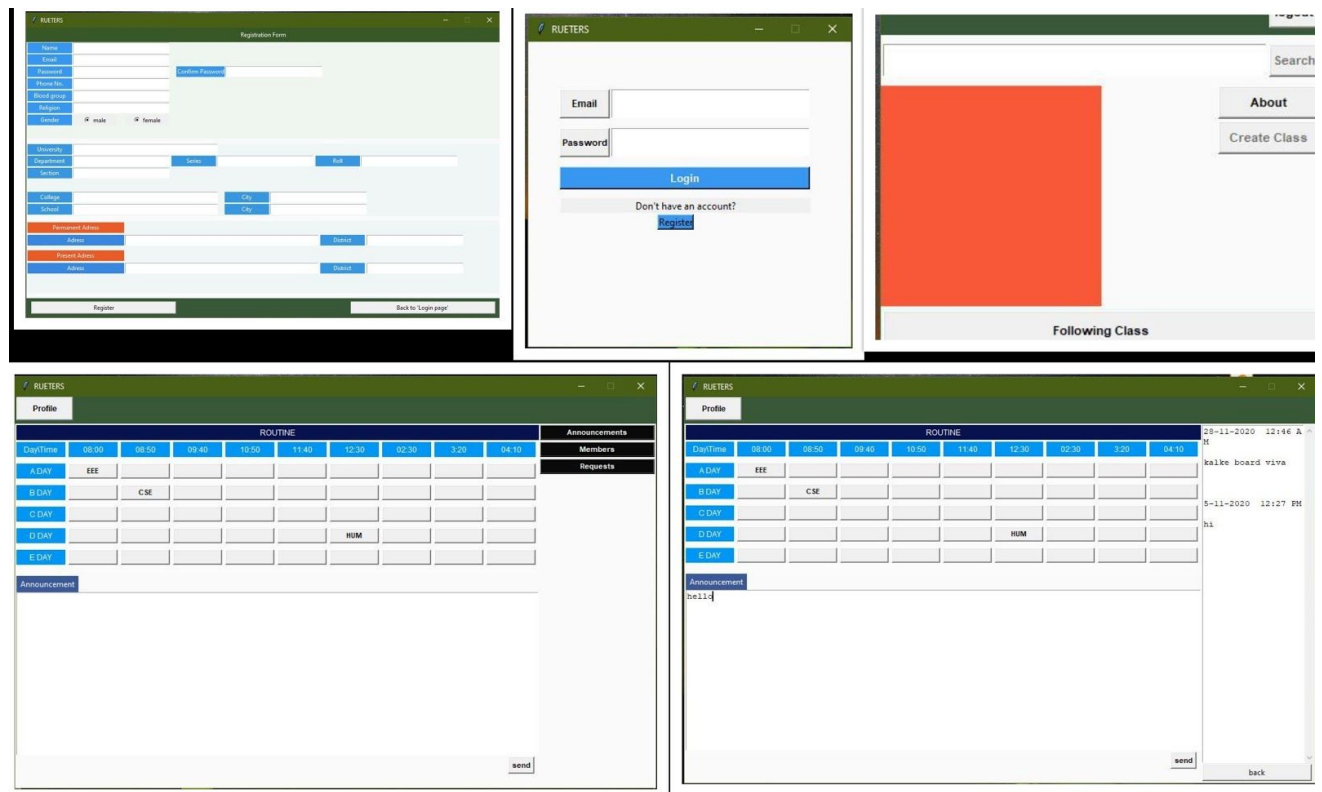 RUETERS
Registration Form
Name
Email
Password Confirm Password
Phone No.
Blood group
Religion
Gender male female
University
Department Series Roll
Section
College City
School City
Permanent Adress
Adress District
Present Adress
Adress District
Register Back to 'Login page'
RUETERS
Email
Password
Login
Don't have an account?
Register
logout
Search
About
Create Class
Following Class
RUETERS
Profile
ROUTINE
Day\Time 08:00 08:50 09:40 10:50 11:40 12:30 02:30 3:20 04:10
A DAY EEE
B DAY CSE
C DAY
D DAY HUM
E DAY
Announcements
Members
Requests
Announcement
send
RUETERS
Profile
ROUTINE
Day\Time 08:00 08:50 09:40 10:50 11:40 12:30 02:30 3:20 04:10
A DAY EEE
B DAY CSE
C DAY
D DAY HUM
E DAY
Announcement
hello
send
28-11-2020 12:46 A
M
kalke board viva
5-11-2020 12:27 PM
hi
back